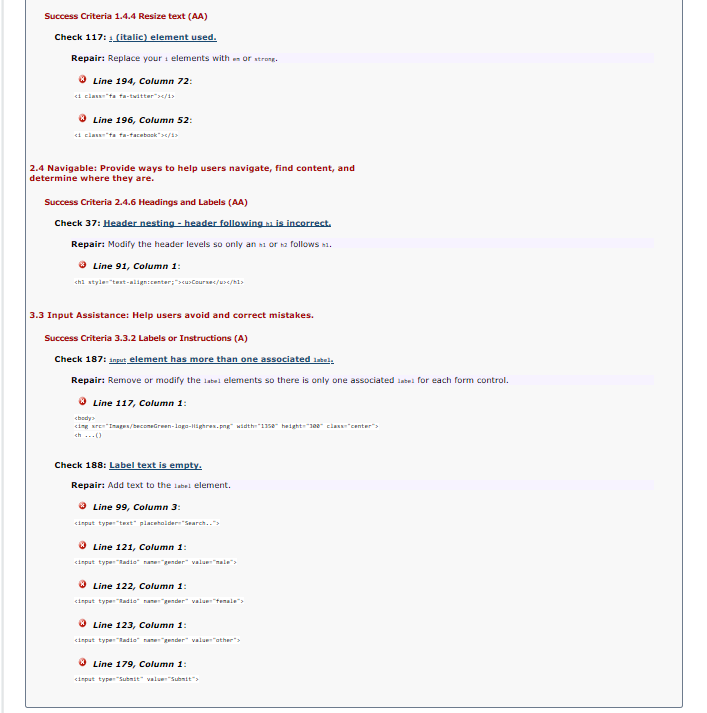 Success Criteria 1.4.4 Resize text (AA)
Check 117: i (italic) element used.
Repair: Replace your i elements with em or strong.
Line 194, Column 72:
<i class="fa fa-twitter"></i>
Line 196, Column 52:
<i class="fa fa-facebook"></i>
2.4 Navigable: Provide ways to help users navigate, find content, and
determine where they are.
Success Criteria 2.4.6 Headings and Labels (AA)
Check 37: Header nesting - header following h1 is incorrect.
Repair: Modify the header levels so only an h1 or h2 follows h1.
Line 91, Column 1:
<h1 style="text-align:center;"><u>Course</u></h1>
3.3 Input Assistance: Help users avoid and correct mistakes.
Success Criteria 3.3.2 Labels or Instructions (A)
Check 187: input element has more than one associated label.
Repair: Remove or modify the label elements so there is only one associated label for each form control.
Line 117, Column 1:
<body>
<img src="Images/becomeGreen-logo-Highres.png" width="1350" height="300" class="center">
<h ...()
Check 188: Label text is empty.
Repair: Add text to the label element.
Line 99, Column 3:
<input type="text" placeholder="Search..">
Line 121, Column 1:
<input type="Radio" name="gender" value="male">
Line 122, Column 1:
<input type="Radio" name="gender" value="female">
Line 123, Column 1:
<input type="Radio" name="gender" value="other">
Line 179, Column 1:
<input type="Submit" value="Submit">